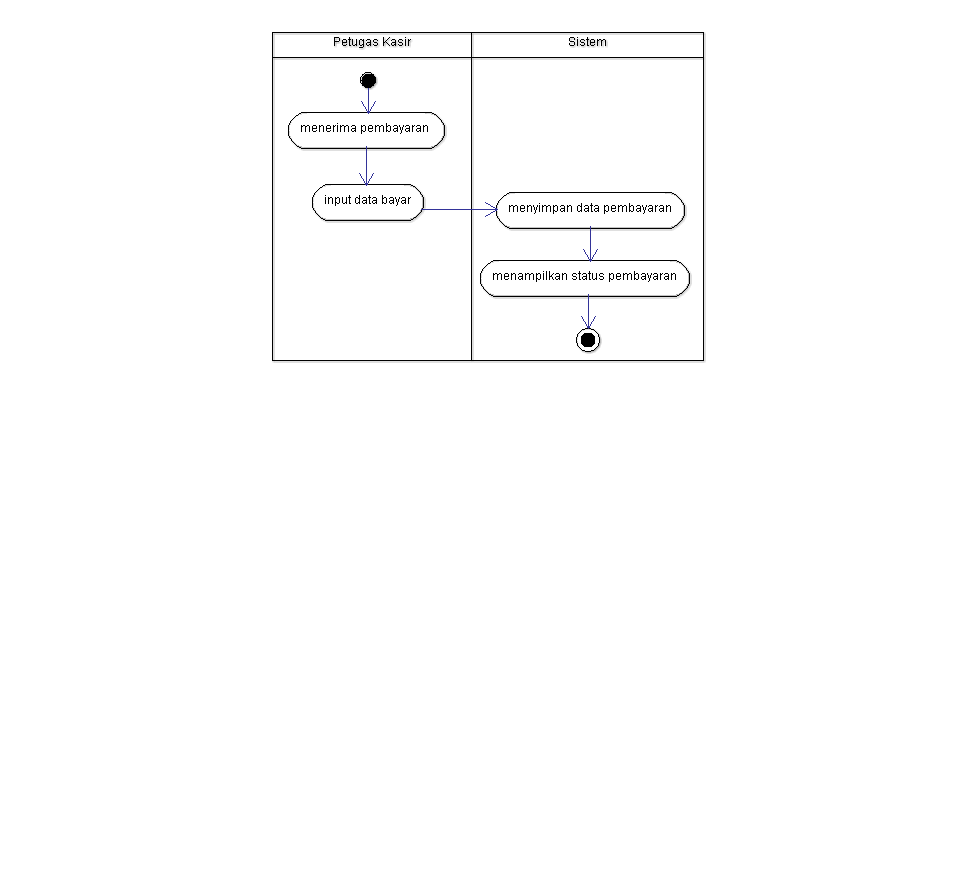 Petugas Kasir
Sistem
menerima pembayaran
input data bayar
menyimpan data pembayaran
menampilkan status pembayaran